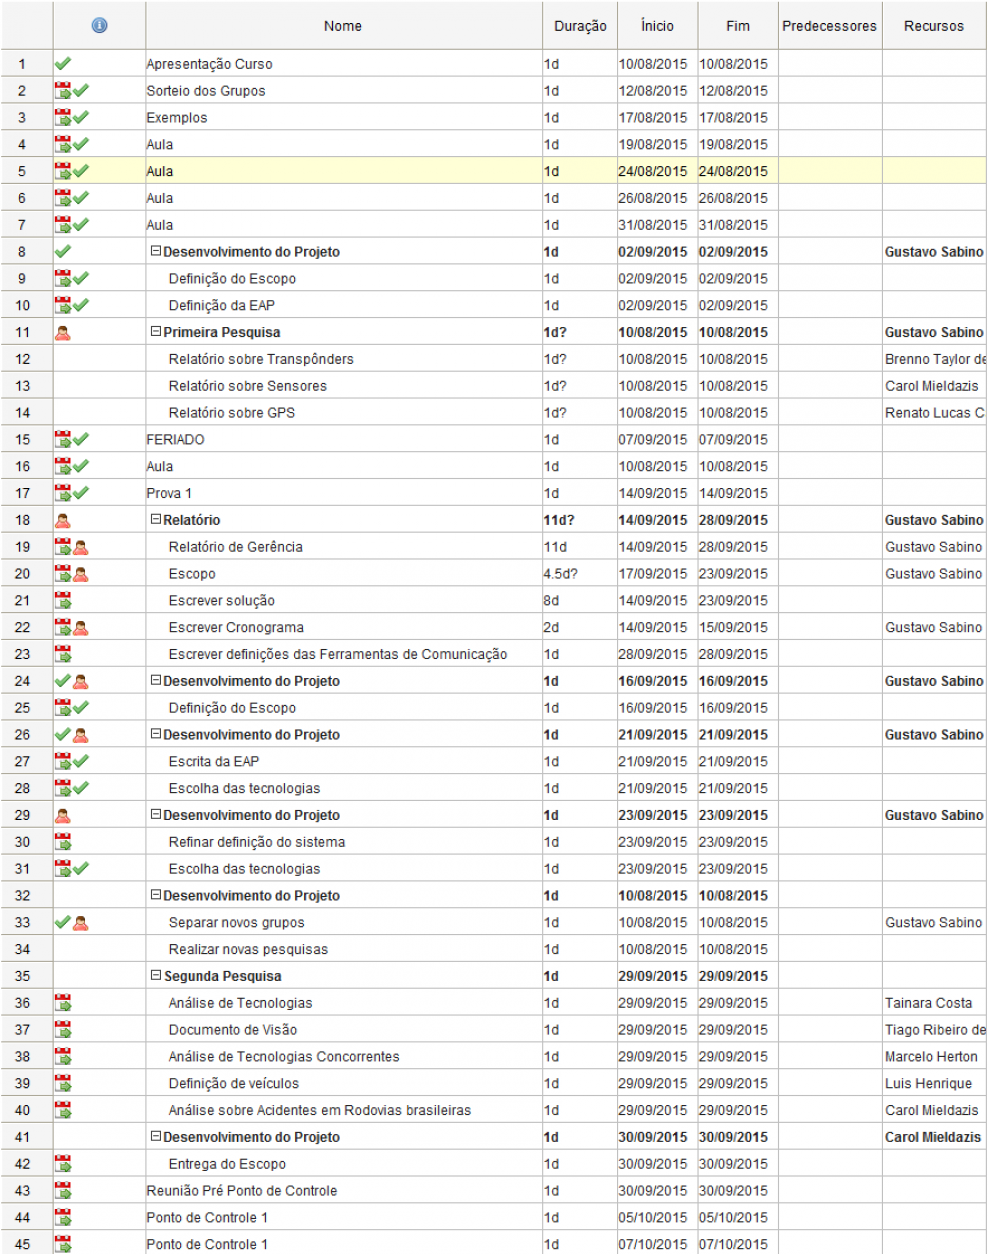 Nome Duração Ínicio Fim Predecessores Recursos
1 Apresentação Curso 1d 10/08/2015 10/08/2015
2 Sorteio dos Grupos 1d 12/08/2015 12/08/2015
3 Exemplos 1d 17/08/2015 17/08/2015
4 Aula 1d 19/08/2015 19/08/2015
5 Aula 1d 24/08/2015 24/08/2015
6 Aula 1d 26/08/2015 26/08/2015
7 Aula 1d 31/08/2015 31/08/2015
8 Desenvolvimento do Projeto 1d 02/09/2015 02/09/2015 Gustavo Sabino
9 Definição do Escopo 1d 02/09/2015 02/09/2015
10 Definição da EAP 1d 02/09/2015 02/09/2015
11 Primeira Pesquisa 1d? 10/08/2015 10/08/2015 Gustavo Sabino
12 Relatório sobre Transpônders 1d? 10/08/2015 10/08/2015 Brenno Taylor de
13 Relatório sobre Sensores 1d? 10/08/2015 10/08/2015 Carol Mieldazis
14 Relatório sobre GPS 1d? 10/08/2015 10/08/2015 Renato Lucas C
15 FERIADO 1d 07/09/2015 07/09/2015
16 Aula 1d 10/08/2015 10/08/2015
17 Prova 1 1d 14/09/2015 14/09/2015
18 Relatório 11d? 14/09/2015 28/09/2015 Gustavo Sabino
19 Relatório de Gerência 11d 14/09/2015 28/09/2015 Gustavo Sabino
20 Escopo 4.5d? 17/09/2015 23/09/2015 Gustavo Sabino
21 Escrever solução 8d 14/09/2015 23/09/2015
22 Escrever Cronograma 2d 14/09/2015 15/09/2015 Gustavo Sabino
23 Escrever definições das Ferramentas de Comunicação 1d 28/09/2015 28/09/2015
24 Desenvolvimento do Projeto 1d 16/09/2015 16/09/2015 Gustavo Sabino
25 Definição do Escopo 1d 16/09/2015 16/09/2015
26 Desenvolvimento do Projeto 1d 21/09/2015 21/09/2015 Gustavo Sabino
27 Escrita da EAP 1d 21/09/2015 21/09/2015
28 Escolha das tecnologias 1d 21/09/2015 21/09/2015
29 Desenvolvimento do Projeto 1d 23/09/2015 23/09/2015 Gustavo Sabino
30 Refinar definição do sistema 1d 23/09/2015 23/09/2015
31 Escolha das tecnologias 1d 23/09/2015 23/09/2015
32 Desenvolvimento do Projeto 1d 10/08/2015 10/08/2015
33 Separar novos grupos 1d 10/08/2015 10/08/2015 Gustavo Sabino
34 Realizar novas pesquisas 1d 10/08/2015 10/08/2015
35 Segunda Pesquisa 1d 29/09/2015 29/09/2015
36 Análise de Tecnologias 1d 29/09/2015 29/09/2015 Tainara Costa
37 Documento de Visão 1d 29/09/2015 29/09/2015 Tiago Ribeiro de
38 Análise de Tecnologias Concorrentes 1d 29/09/2015 29/09/2015 Marcelo Herton
39 Definição de veículos 1d 29/09/2015 29/09/2015 Luis Henrique
40 Análise sobre Acidentes em Rodovias brasileiras 1d 29/09/2015 29/09/2015 Carol Mieldazis
41 Desenvolvimento do Projeto 1d 30/09/2015 30/09/2015 Carol Mieldazis
42 Entrega do Escopo 1d 30/09/2015 30/09/2015
43 Reunião Pré Ponto de Controle 1d 30/09/2015 30/09/2015
44 Ponto de Controle 1 1d 05/10/2015 05/10/2015
45 Ponto de Controle 1 1d 07/10/2015 07/10/2015